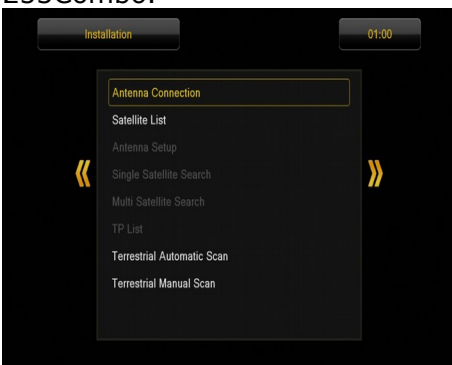 Installation
01:00
Antenna Connection
Satellite List
Antenna Setup
Single Satellite Search
Multi Satellite Search
TP List
Terrestrial Automatic Scan
Terrestrial Manual Scan